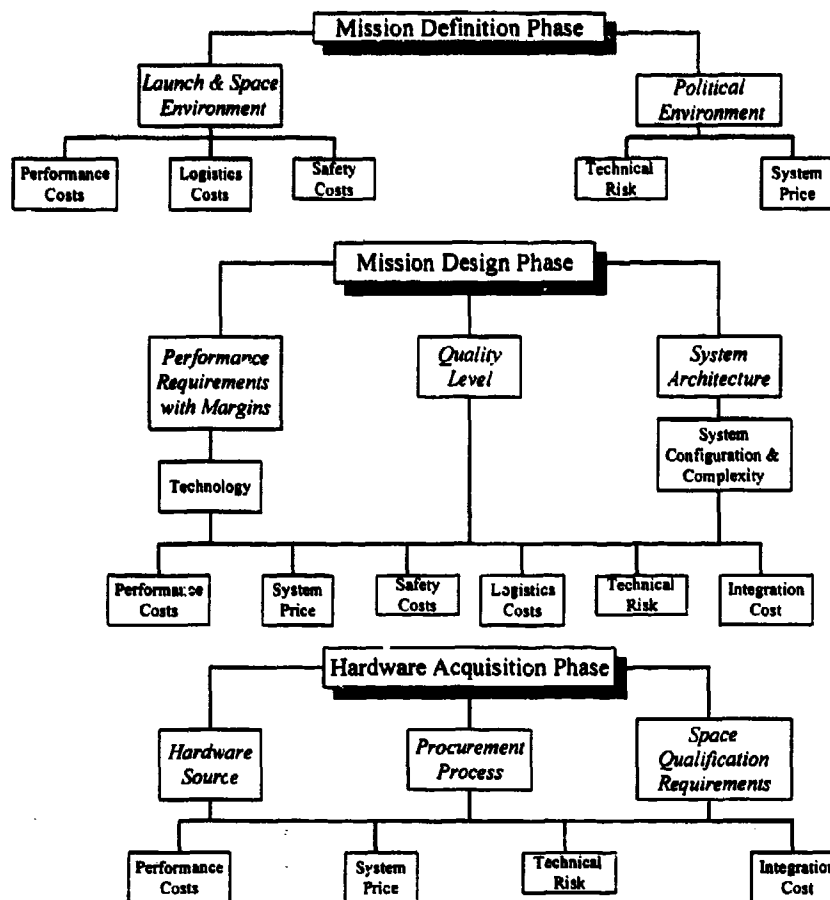 Mission Definition Phase
Launch & Space
Environment
Political
Environment
Performance
Costs
Logistics
Costs
Safety
Costs
Technical
Risk
System
Price
Mission Design Phase
Performance
Requirements
with Margins
Quality
Level
System
Architecture
System
Configuration &
Complexity
Technology
Performance
Costs
System
Price
Safety
Costs
Logistics
Costs
Technical
Risk
Integration
Cost
Hardware Acquisition Phase
Hardware
Source
Procurement
Process
Space
Qualification
Requirements
Performance
Costs
System
Price
Technical
Risk
Integration
Cost